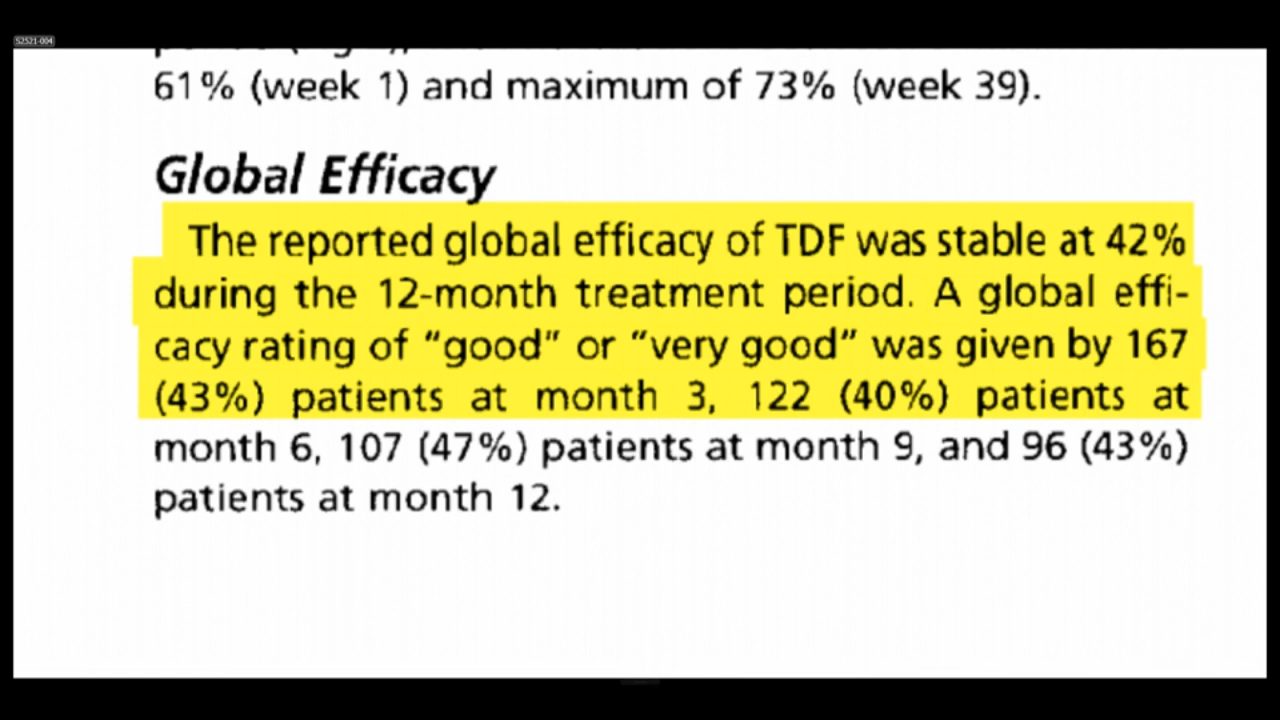 S2521-004
61% (week 1) and maximum of 73% (week 39).
Global Efficacy
The reported global efficacy of TDF was stable at 42%
during the 12-month treatment period. A global effi-
cacy rating of “good” or “very good” was given by 167
(43%) patients at month 3, 122 (40%) patients at
month 6, 107 (47%) patients at month 9, and 96 (43%)
patients at month 12.